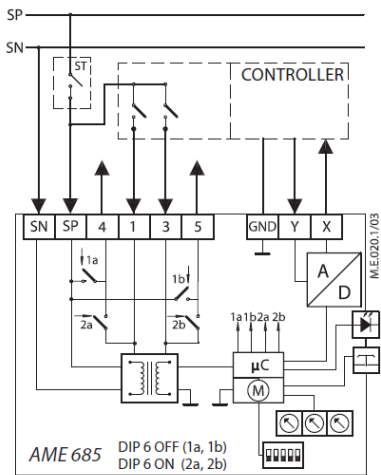 SP
SN
ST
CONTROLLER
SN SP 4 1 3 5 GND Y X
M.E.020.1/03
1a
1b
2a
2b
A
D
1a 1b 2a 2b
µC
M
AME 685
DIP 6 OFF (1a, 1b)
DIP 6 ON (2a, 2b)